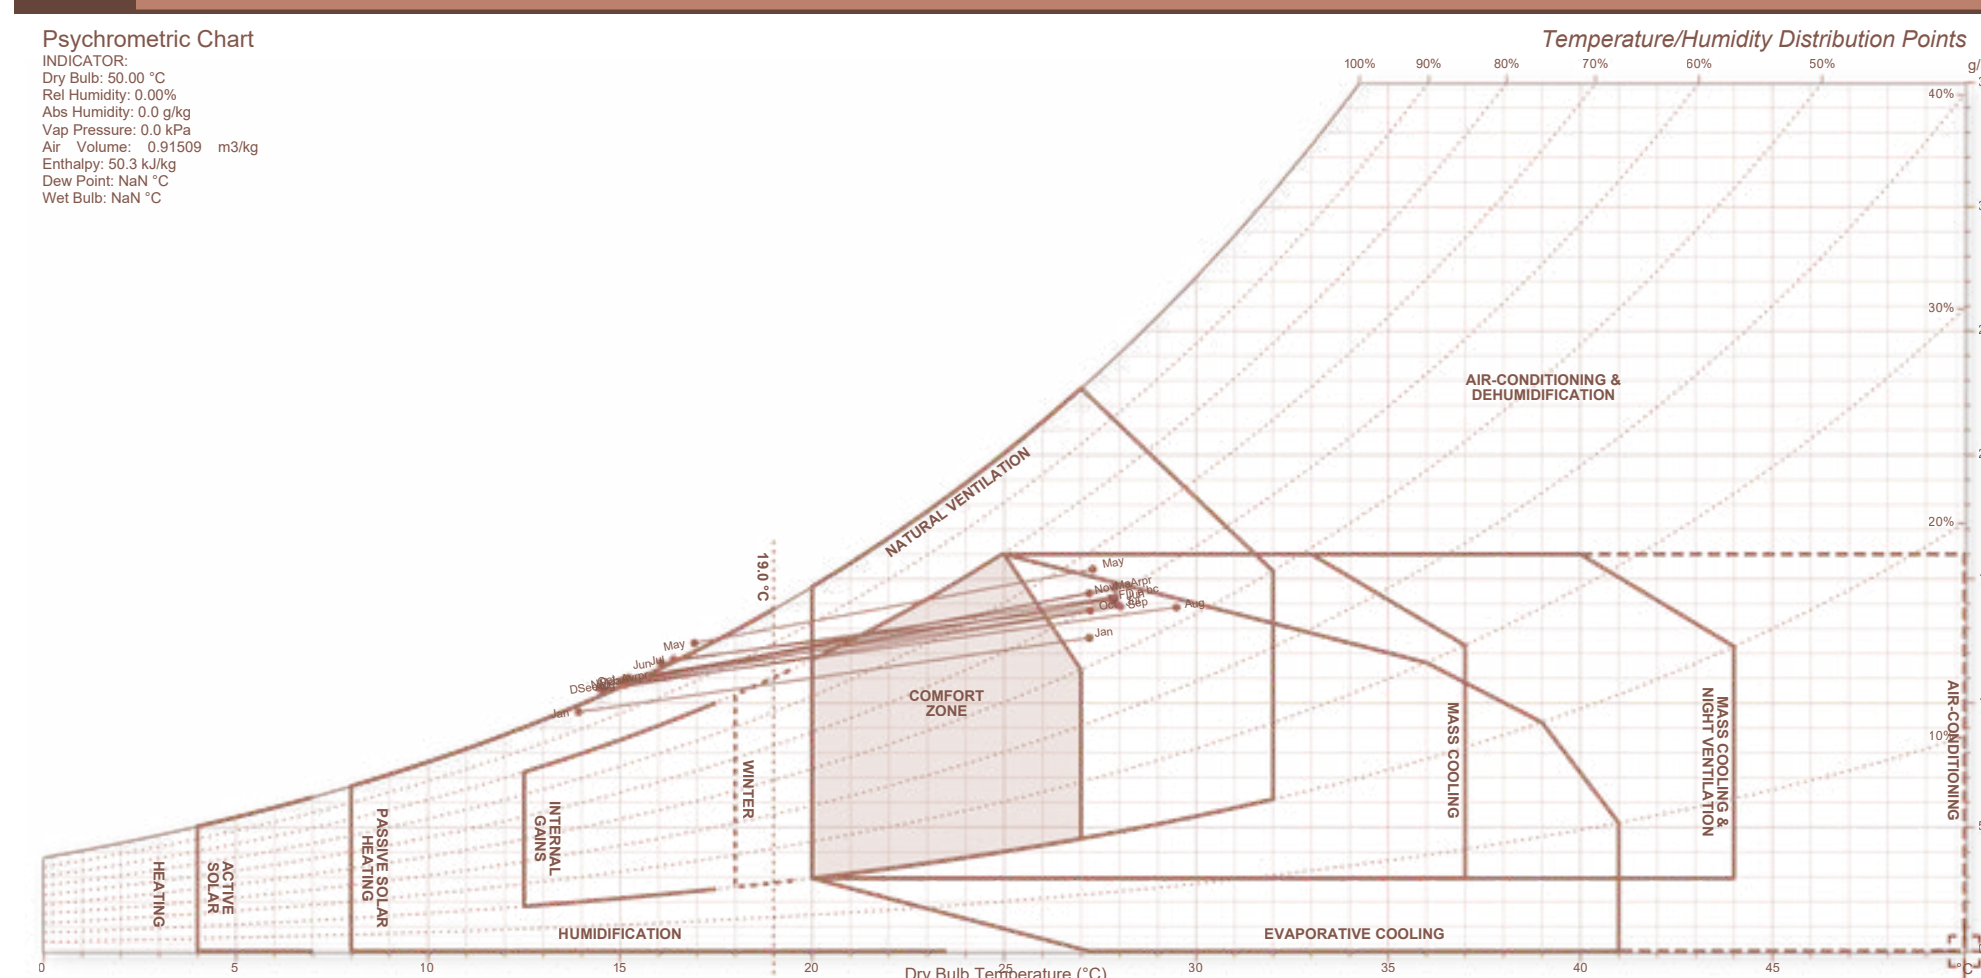 Psychrometric Chart
Temperature/Humidity Distribution Points
INDICATOR:
Dry Bulb: 50.00 °C
Rel Humidity: 0.00%
Abs Humidity: 0.0 g/kg
Vap Pressure: 0.0 kPa
Air Volume: 0.91509 m3/kg
Enthalpy: 50.3 kJ/kg
Dew Point: NaN °C
Wet Bulb: NaN °C
100% 90% 80% 70% 60% 50% g/
40%
30%
20%
10%
AIR-CONDITIONING &
DEHUMIDIFICATION
NATURAL VENTILATION
19.0 °C
May
Nov
Sep
Aug
Jan
May
Jun
Jul
Jan
COMFORT
ZONE
MASS COOLING
MASS COOLING &
NIGHT VENTILATION
AIR-CONDITIONING
WINTER
INTERNAL
GAINS
PASSIVE SOLAR
HEATING
ACTIVE
SOLAR
HEATING
HUMIDIFICATION
EVAPORATIVE COOLING
0 5 10 15 20 25 30 35 40 45 °C
Dry Bulb Temperature (°C)